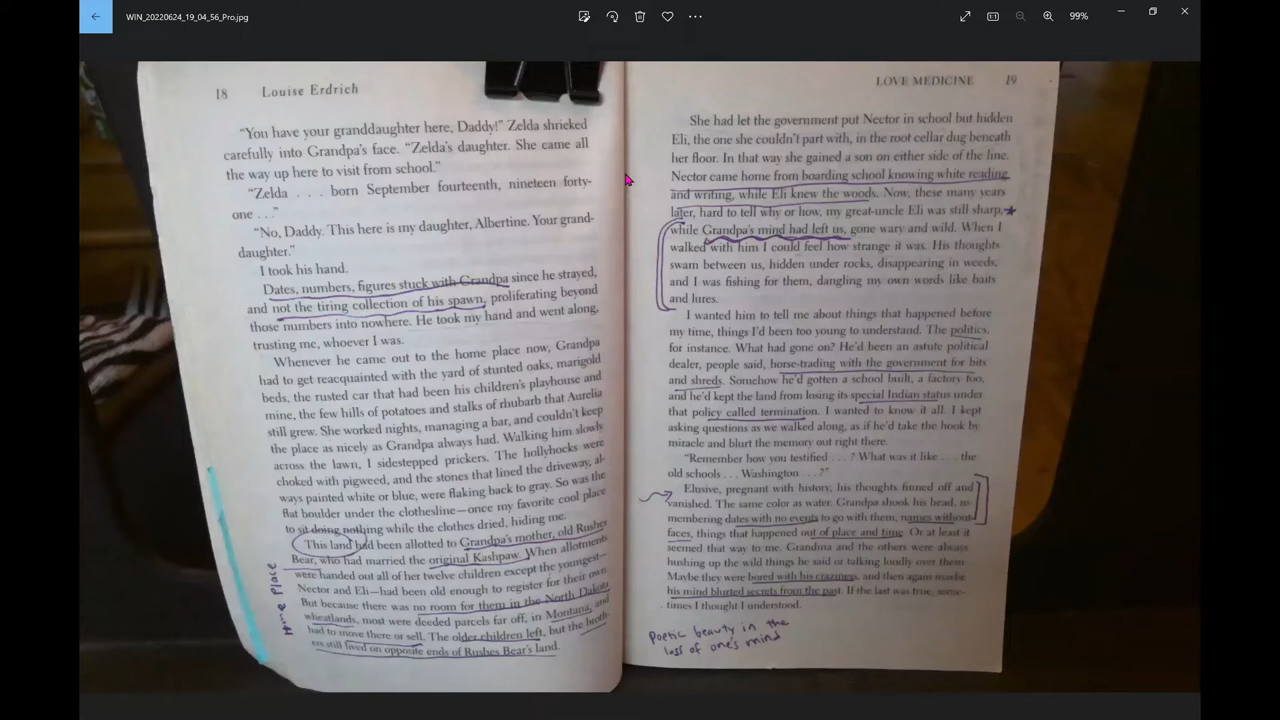 WIN_20220624_19_04_56_Pro.jpg
99%
18 Louise Erdrich
"You have your granddaughter here, Daddy!" Zelda shrieked
carefully into Grandpa's face. "Zelda's daughter. She came all
the way up here to visit from school."
"Zelda . . . born September fourteenth, nineteen forty-
one . . ."
"No, Daddy. This here is my daughter, Albertine. Your grand-
daughter."
I took his hand.
Dates, numbers, figures stuck with Grandpa since he strayed,
and not the tiring collection of his spawn, proliferating beyond
those numbers into nowhere. He took my hand and went along,
trusting me, whoever I was.
Whenever he came out to the home place now, Grandpa
had to get reacquainted with the yard of stunted oaks, marigold
beds, the rusted car that had been his children's playhouse and
mine, the few hills of potatoes and stalks of rhubarb that Aurelia
still grew. She worked nights, managing a bar, and couldn't keep
the place as nicely as Grandpa always had. Walking him slowly
across the lawn, I sidestepped prickers. The hollyhocks were
choked with pigweed, and the stones that lined the driveway, al-
ways painted white or blue, were flaking back to gray. So was the
flat boulder under the clothesline—once my favorite cool place
to sit doing nothing while the clothes dried, hiding me.
This land had been allotted to Grandpa's mother, old Rushes
Bear, who had married the original Kashpaw. When allotments
were handed out all of her twelve children except the youngest—
Nector and Eli—had been old enough to register for their own.
But because there was no room for them in the North Dakota
wheatlands, most were deeded parcels far off, in Montana, and
had to move there or sell. The older children left, but the broth-
ers still lived on opposite ends of Rushes Bear's land.
Home Place
LOVE MEDICINE 19
She had let the government put Nector in school but hidden
Eli, the one she couldn't part with, in the root cellar dug beneath
her floor. In that way she gained a son on either side of the line.
Nector came home from boarding school knowing white reading
and writing, while Eli knew the woods. Now, these many years
later, hard to tell why or how, my great-uncle Eli was still sharp,
while Grandpa's mind had left us, gone wary and wild. When I
walked with him I could feel how strange it was. His thoughts
swam between us, hidden under rocks, disappearing in weeds,
and I was fishing for them, dangling my own words like baits
and lures.
I wanted him to tell me about things that happened before
my time, things I'd been too young to understand. The politics,
for instance. What had gone on? He'd been an astute political
dealer, people said, horse-trading with the government for bits
and shreds. Somehow he'd gotten a school built, a factory too,
and he'd kept the land from losing its special Indian status under
that policy called termination. I wanted to know it all. I kept
asking questions as we walked along, as if he'd take the hook by
miracle and blurt the memory out right there.
"Remember how you testified . . . ? What was it like . . . the
old schools . . . Washington . . . ?"
Elusive, pregnant with history, his thoughts finned off and
vanished. The same color as water. Grandpa shook his head, re-
membering dates with no events to go with them, names without
faces, things that happened out of place and time. Or at least it
seemed that way to me. Grandma and the others were always
hushing up the wild things he said or talking loudly over them.
Maybe they were bored with his craziness, and then again maybe
his mind blurted secrets from the past. If the last was true, some-
times I thought I understood.
Poetic beauty in the
loss of one's mind